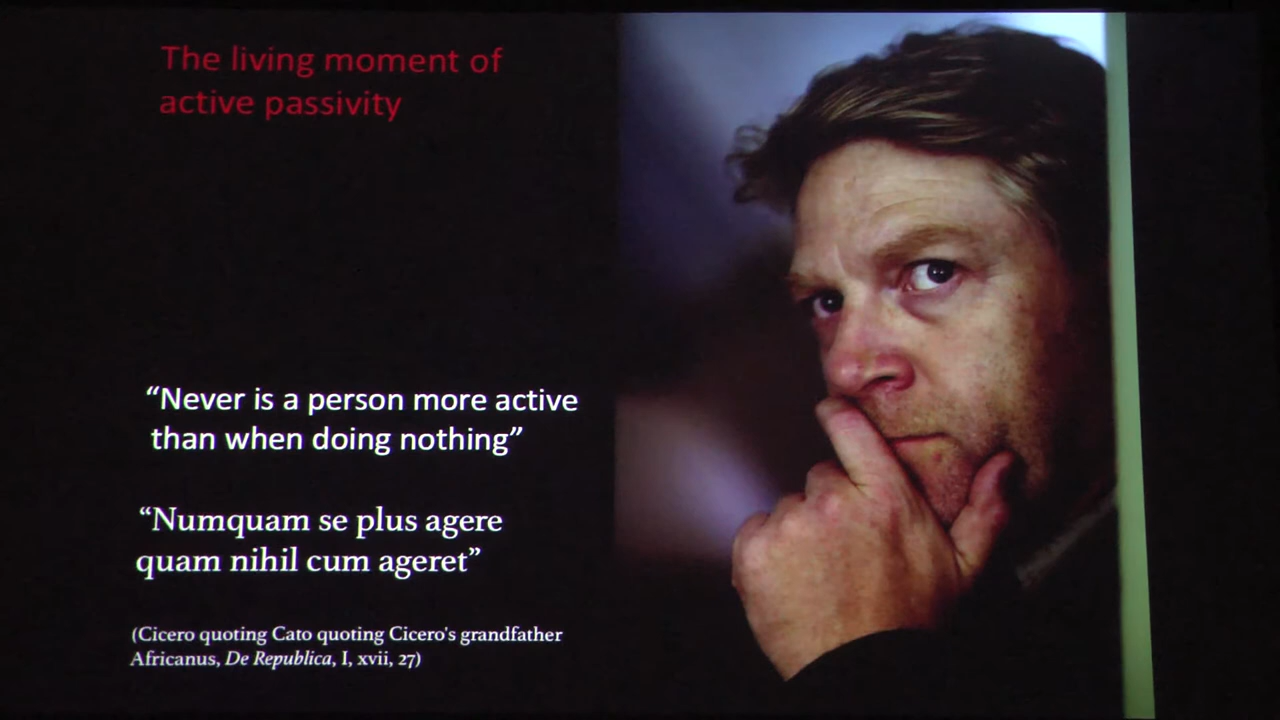 The living moment of
active passivity
“Never is a person more active
than when doing nothing”
“Numquam se plus agere
quam nihil cum ageret”
(Cicero quoting Cato quoting Cicero's grandfather
Africanus, De Republica, I, xvii, 27)